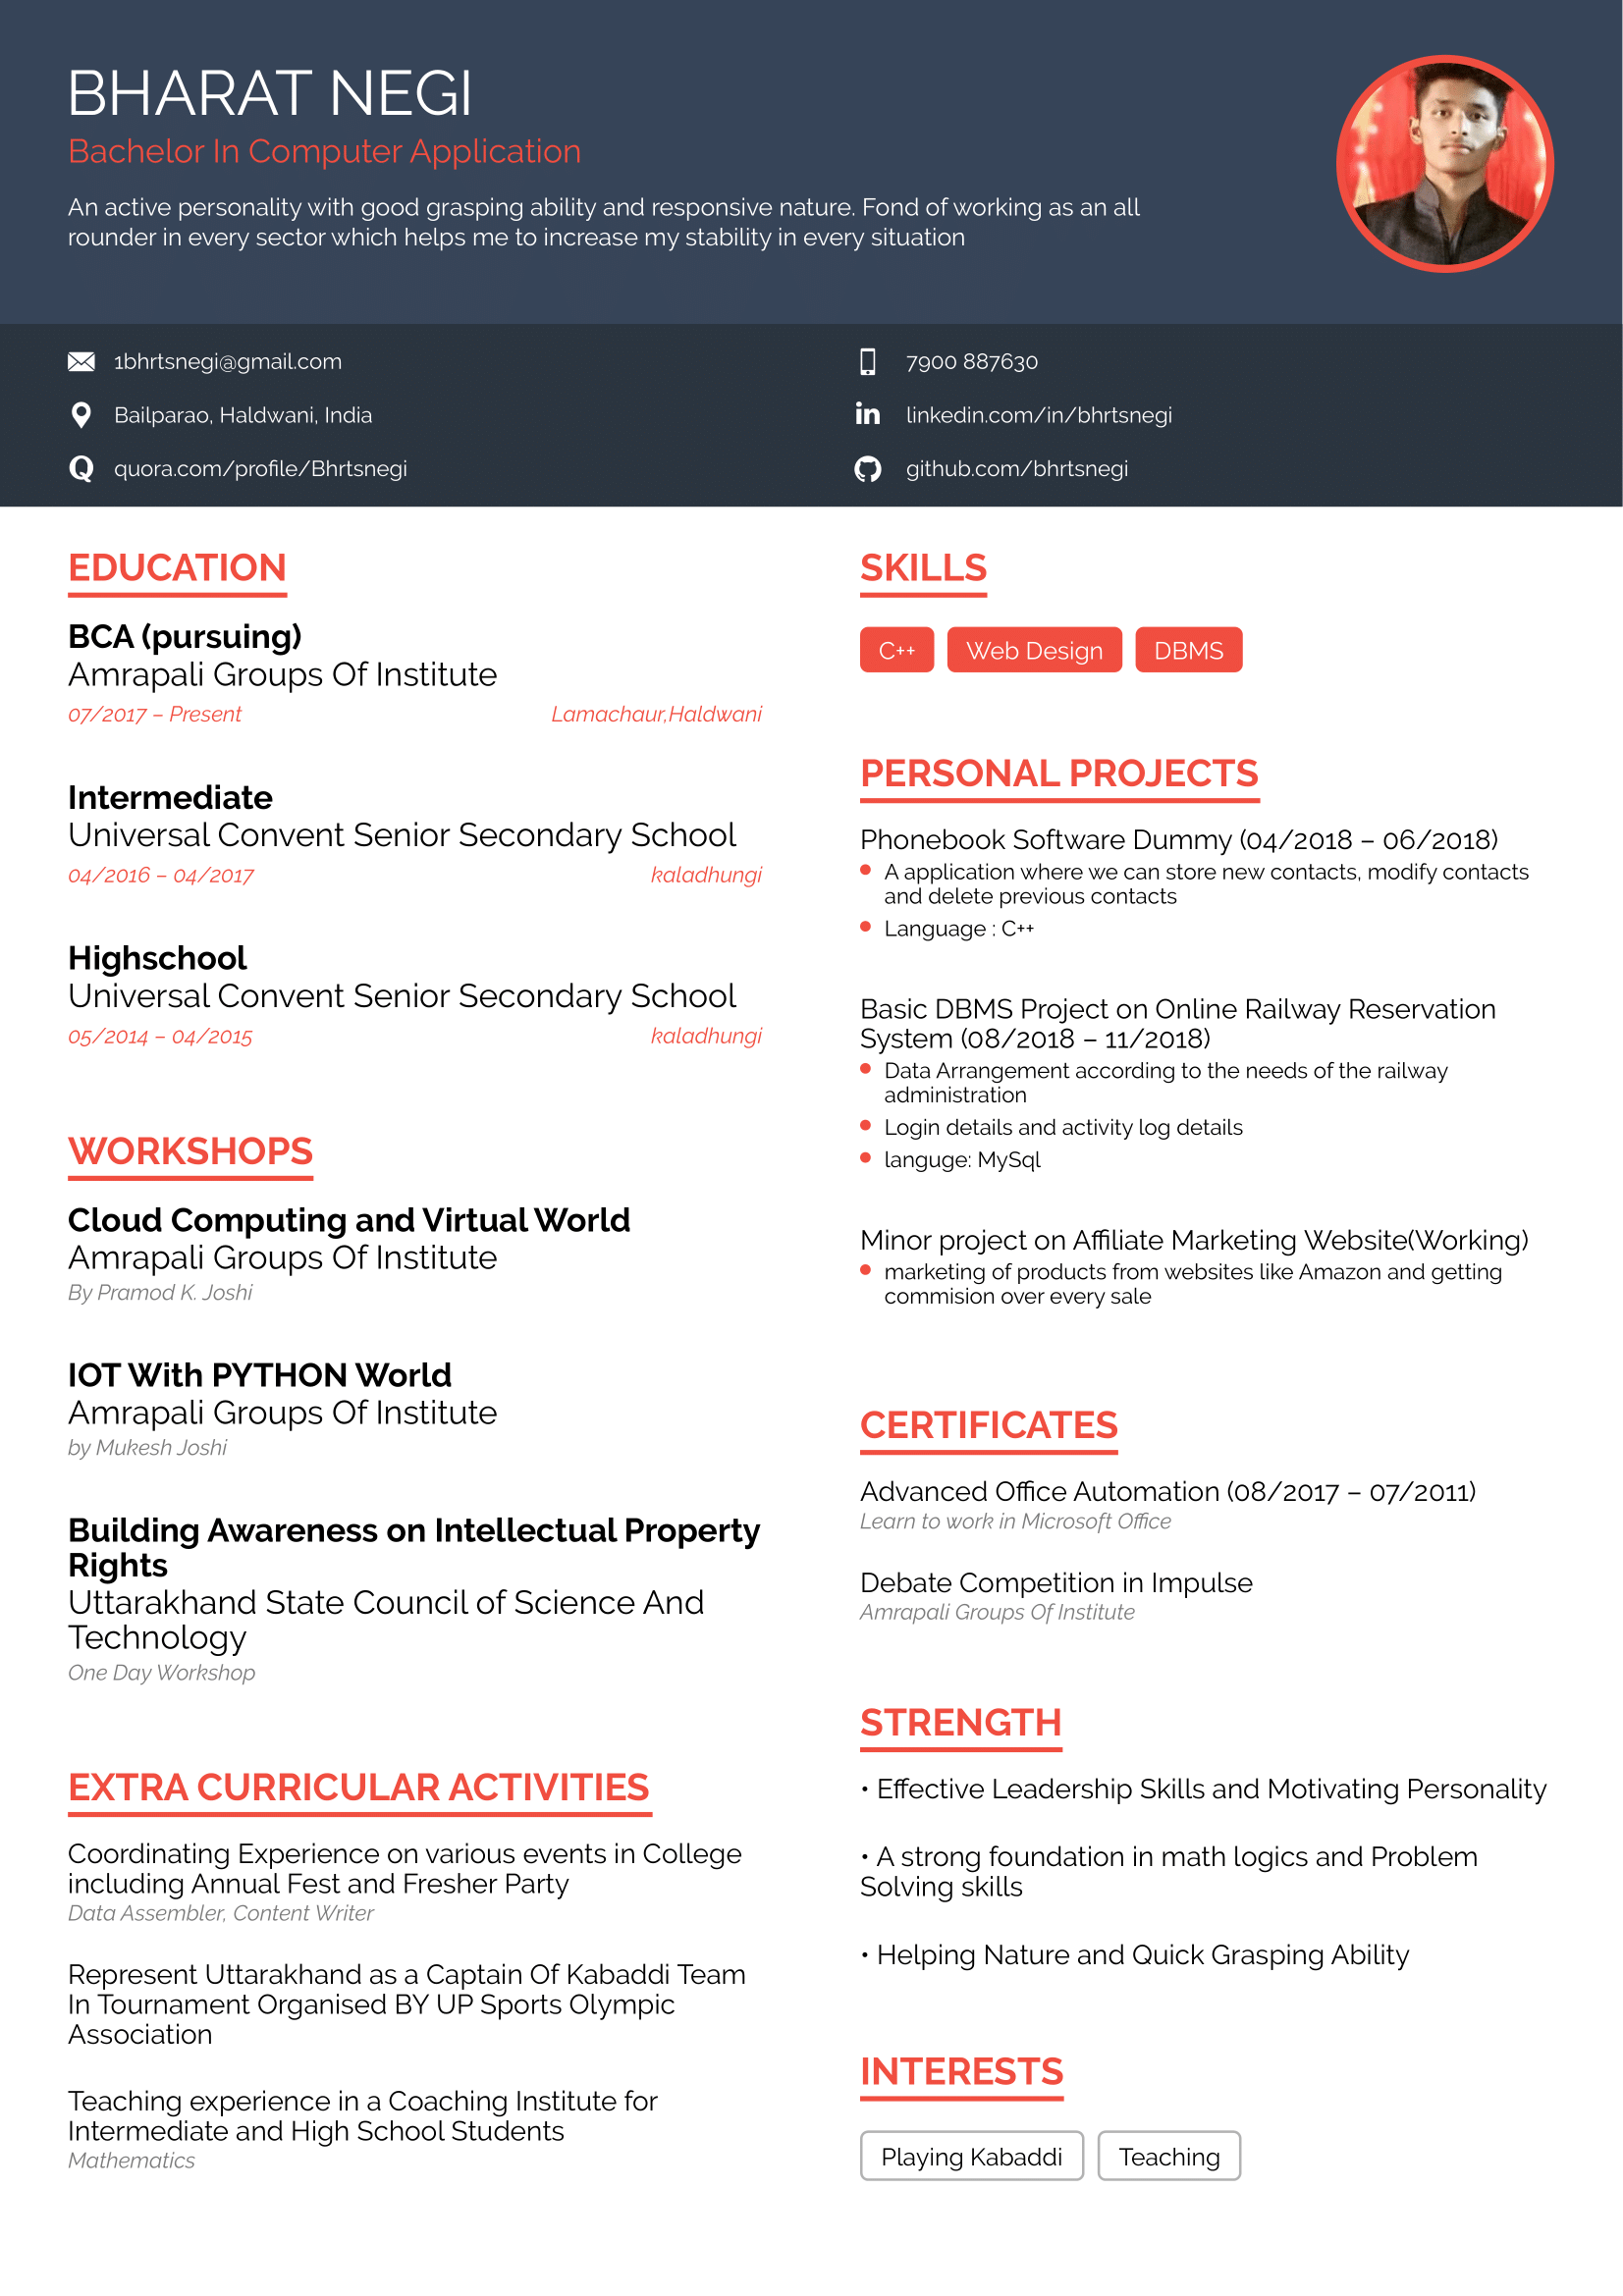 BHARAT NEGI
Bachelor In Computer Application
An active personality with good grasping ability and responsive nature. Fond of working as an all
rounder in every sector which helps me to increase my stability in every situation
1bhrtsnegi@gmail.com
7900 887630
Bailparao, Haldwani, India
linkedin.com/in/bhrtsnegi
quora.com/profile/Bhrtsnegi
github.com/bhrtsnegi
EDUCATION
BCA (pursuing)
Amrapali Groups Of Institute
07/2017 – Present
Lamachaur,Haldwani
Intermediate
Universal Convent Senior Secondary School
04/2016 – 04/2017
kaladhungi
Highschool
Universal Convent Senior Secondary School
05/2014 – 04/2015
kaladhungi
WORKSHOPS
Cloud Computing and Virtual World
Amrapali Groups Of Institute
By Pramod K. Joshi
IOT With PYTHON World
Amrapali Groups Of Institute
by Mukesh Joshi
Building Awareness on Intellectual Property
Rights
Uttarakhand State Council of Science And
Technology
One Day Workshop
EXTRA CURRICULAR ACTIVITIES
Coordinating Experience on various events in College
including Annual Fest and Fresher Party
Data Assembler, Content Writer
Represent Uttarakhand as a Captain Of Kabaddi Team
In Tournament Organised BY UP Sports Olympic
Association
Teaching experience in a Coaching Institute for
Intermediate and High School Students
Mathematics
SKILLS
C++
Web Design
DBMS
PERSONAL PROJECTS
Phonebook Software Dummy (04/2018 – 06/2018)
A application where we can store new contacts, modify contacts
and delete previous contacts
Language : C++
Basic DBMS Project on Online Railway Reservation
System (08/2018 – 11/2018)
Data Arrangement according to the needs of the railway
administration
Login details and activity log details
languge: MySql
Minor project on Affiliate Marketing Website(Working)
marketing of products from websites like Amazon and getting
commision over every sale
CERTIFICATES
Advanced Office Automation (08/2017 – 07/2011)
Learn to work in Microsoft Office
Debate Competition in Impulse
Amrapali Groups Of Institute
STRENGTH
• Effective Leadership Skills and Motivating Personality
• A strong foundation in math logics and Problem
Solving skills
• Helping Nature and Quick Grasping Ability
INTERESTS
Playing Kabaddi
Teaching